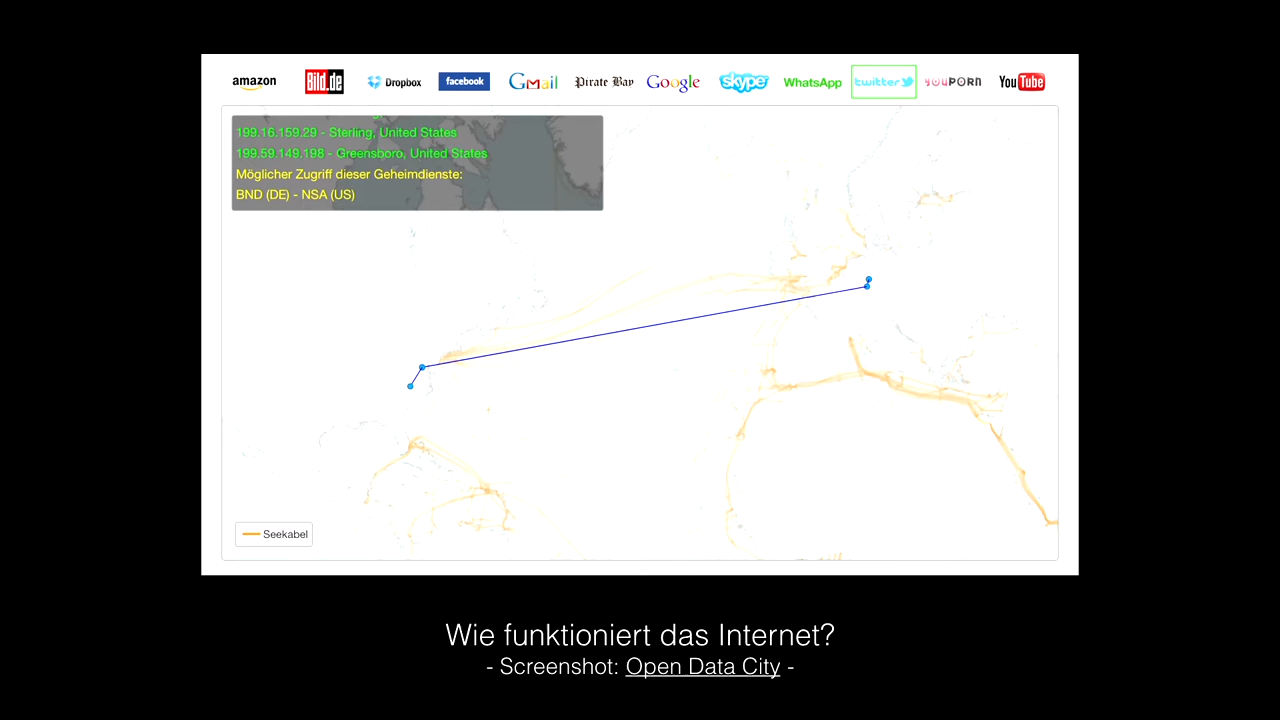 amazon Bild.de Dropbox facebook GMail Pirate Bay Google skype WhatsApp twitter YOUPORN YouTube
199.16.159.29 - Sterling, United States
199.59.149.198 - Greensboro, United States
Möglicher Zugriff dieser Geheimdienste:
BND (DE) - NSA (US)
Seekabel
Wie funktioniert das Internet?
- Screenshot: Open Data City -